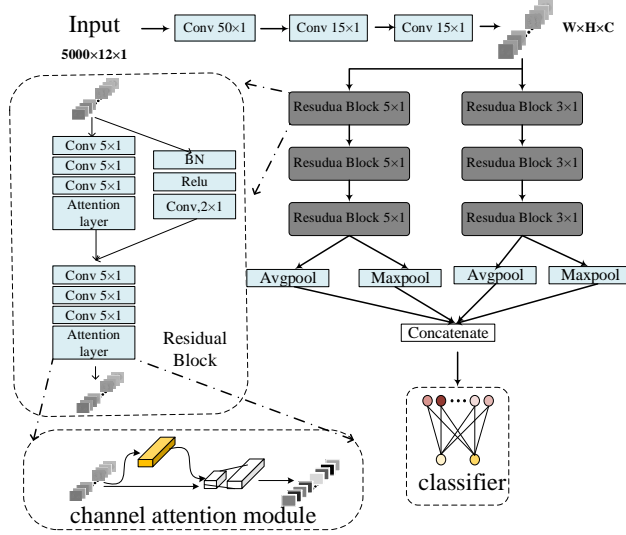 Input
5000×12×1
Conv 50×1
Conv 15×1
Conv 15×1
W×H×C
Resudua Block 5×1
Resudua Block 5×1
Resudua Block 5×1
Resudua Block 3×1
Resudua Block 3×1
Resudua Block 3×1
Avgpool
Maxpool
Avgpool
Maxpool
Concatenate
classifier
Conv 5×1
Conv 5×1
Conv 5×1
Attention
layer
BN
Relu
Conv,2×1
Conv 5×1
Conv 5×1
Conv 5×1
Attention
layer
Residual
Block
channel attention module